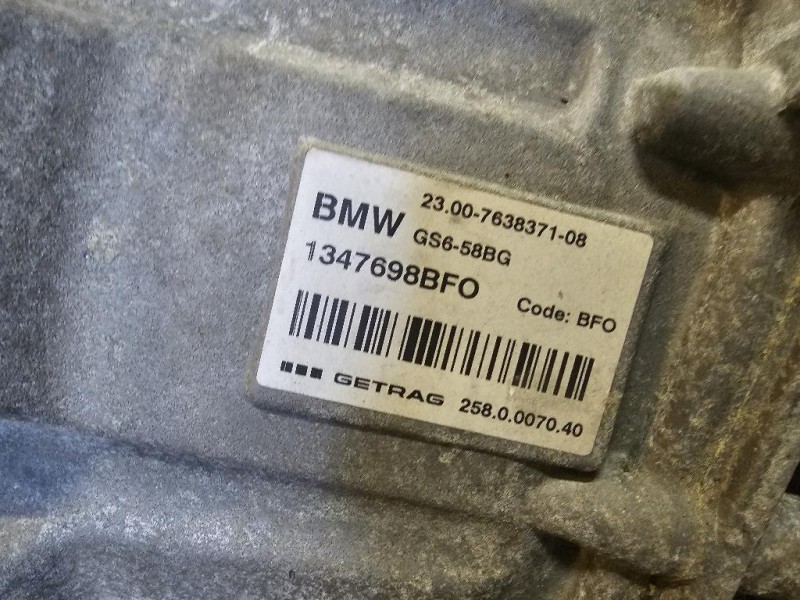 BMW 23.00-7638371-08
GS6-58BG
1347698BFO
Code: BFO
GETRAG 258.0.0070.40